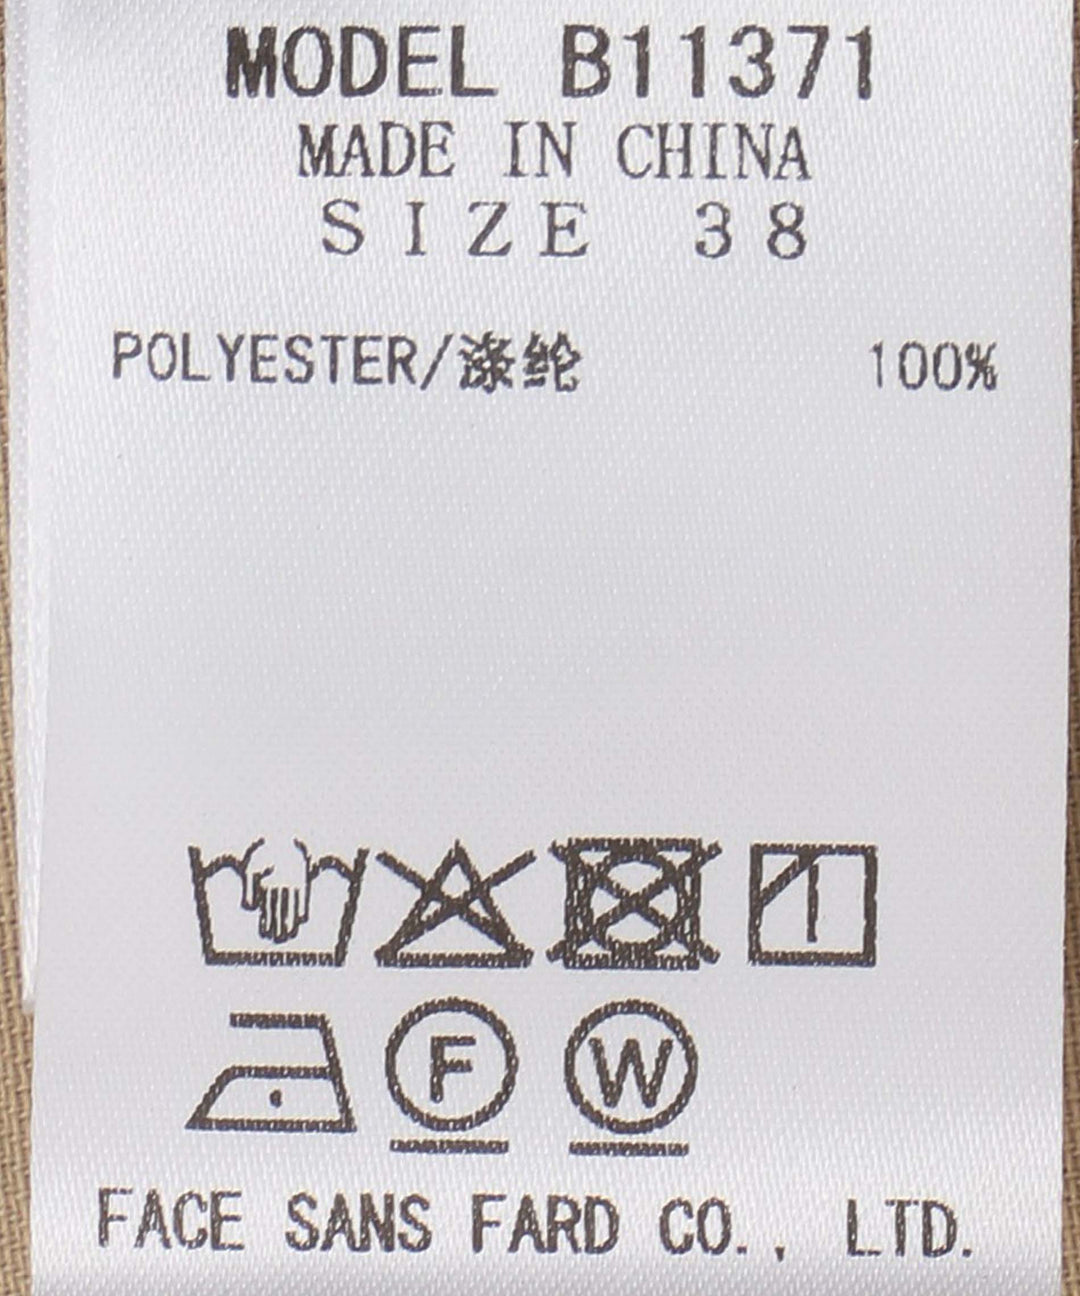 MODEL B11371
MADE IN CHINA
SIZE 38
POLYESTER/涤纶 100%
F W
FACE SANS FARD CO., LTD.